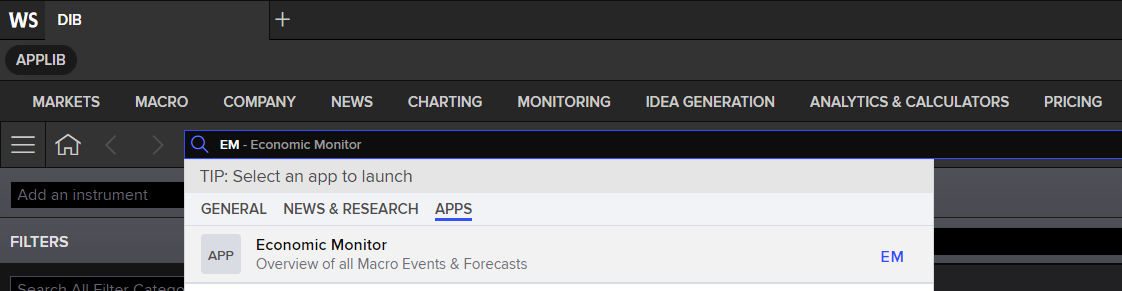 WS DIB +
APPLIB
MARKETS MACRO COMPANY NEWS CHARTING MONITORING IDEA GENERATION ANALYTICS & CALCULATORS PRICING
EM - Economic Monitor
TIP: Select an app to launch
Add an instrument
GENERAL NEWS & RESEARCH APPS
FILTERS
APP Economic Monitor EM
Overview of all Macro Events & Forecasts
Search All Filter Catego